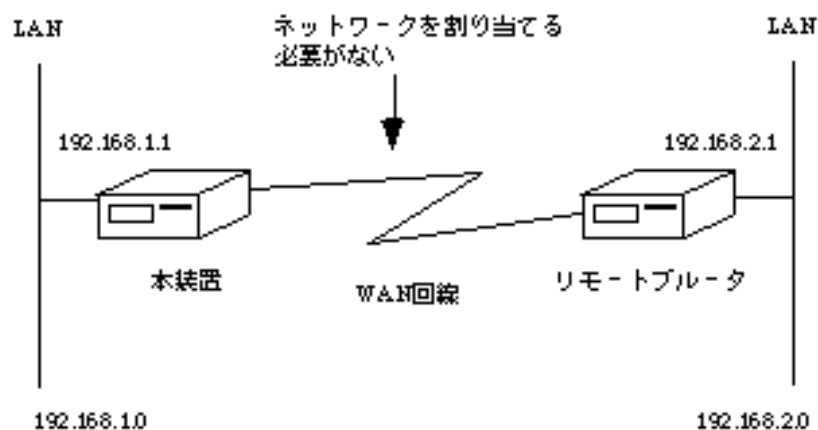 LAN
ネットワークを割り当てる
必要がない
LAN
192.168.1.1
192.168.2.1
本装置
WAN回線
リモートブルータ
192.168.1.0
192.168.2.0